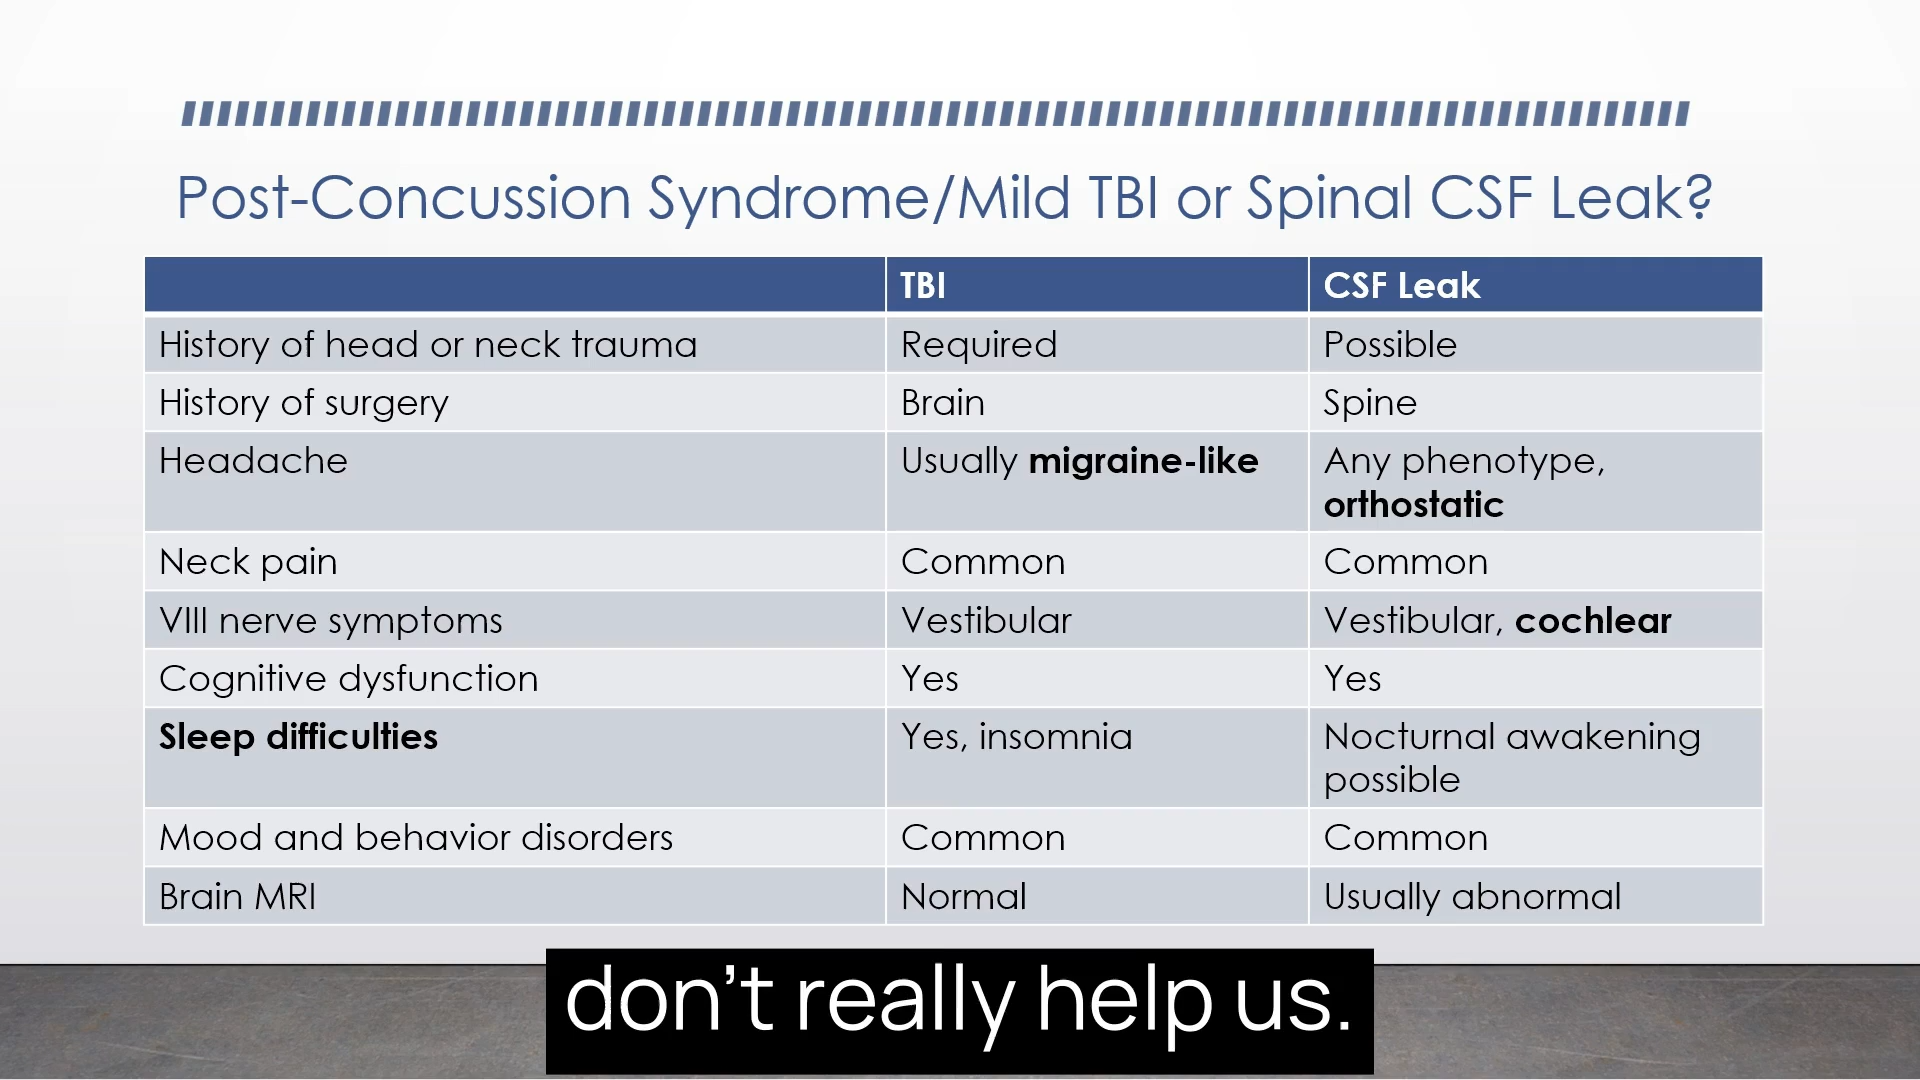 Post-Concussion Syndrome/Mild TBI or Spinal CSF Leak?
TBI CSF Leak
History of head or neck trauma Required Possible
History of surgery Brain Spine
Headache Usually migraine-like Any phenotype,
orthostatic
Neck pain Common Common
VIII nerve symptoms Vestibular Vestibular, cochlear
Cognitive dysfunction Yes Yes
Sleep difficulties Yes, insomnia Nocturnal awakening
possible
Mood and behavior disorders Common Common
Brain MRI Normal Usually abnormal
don't really help us.